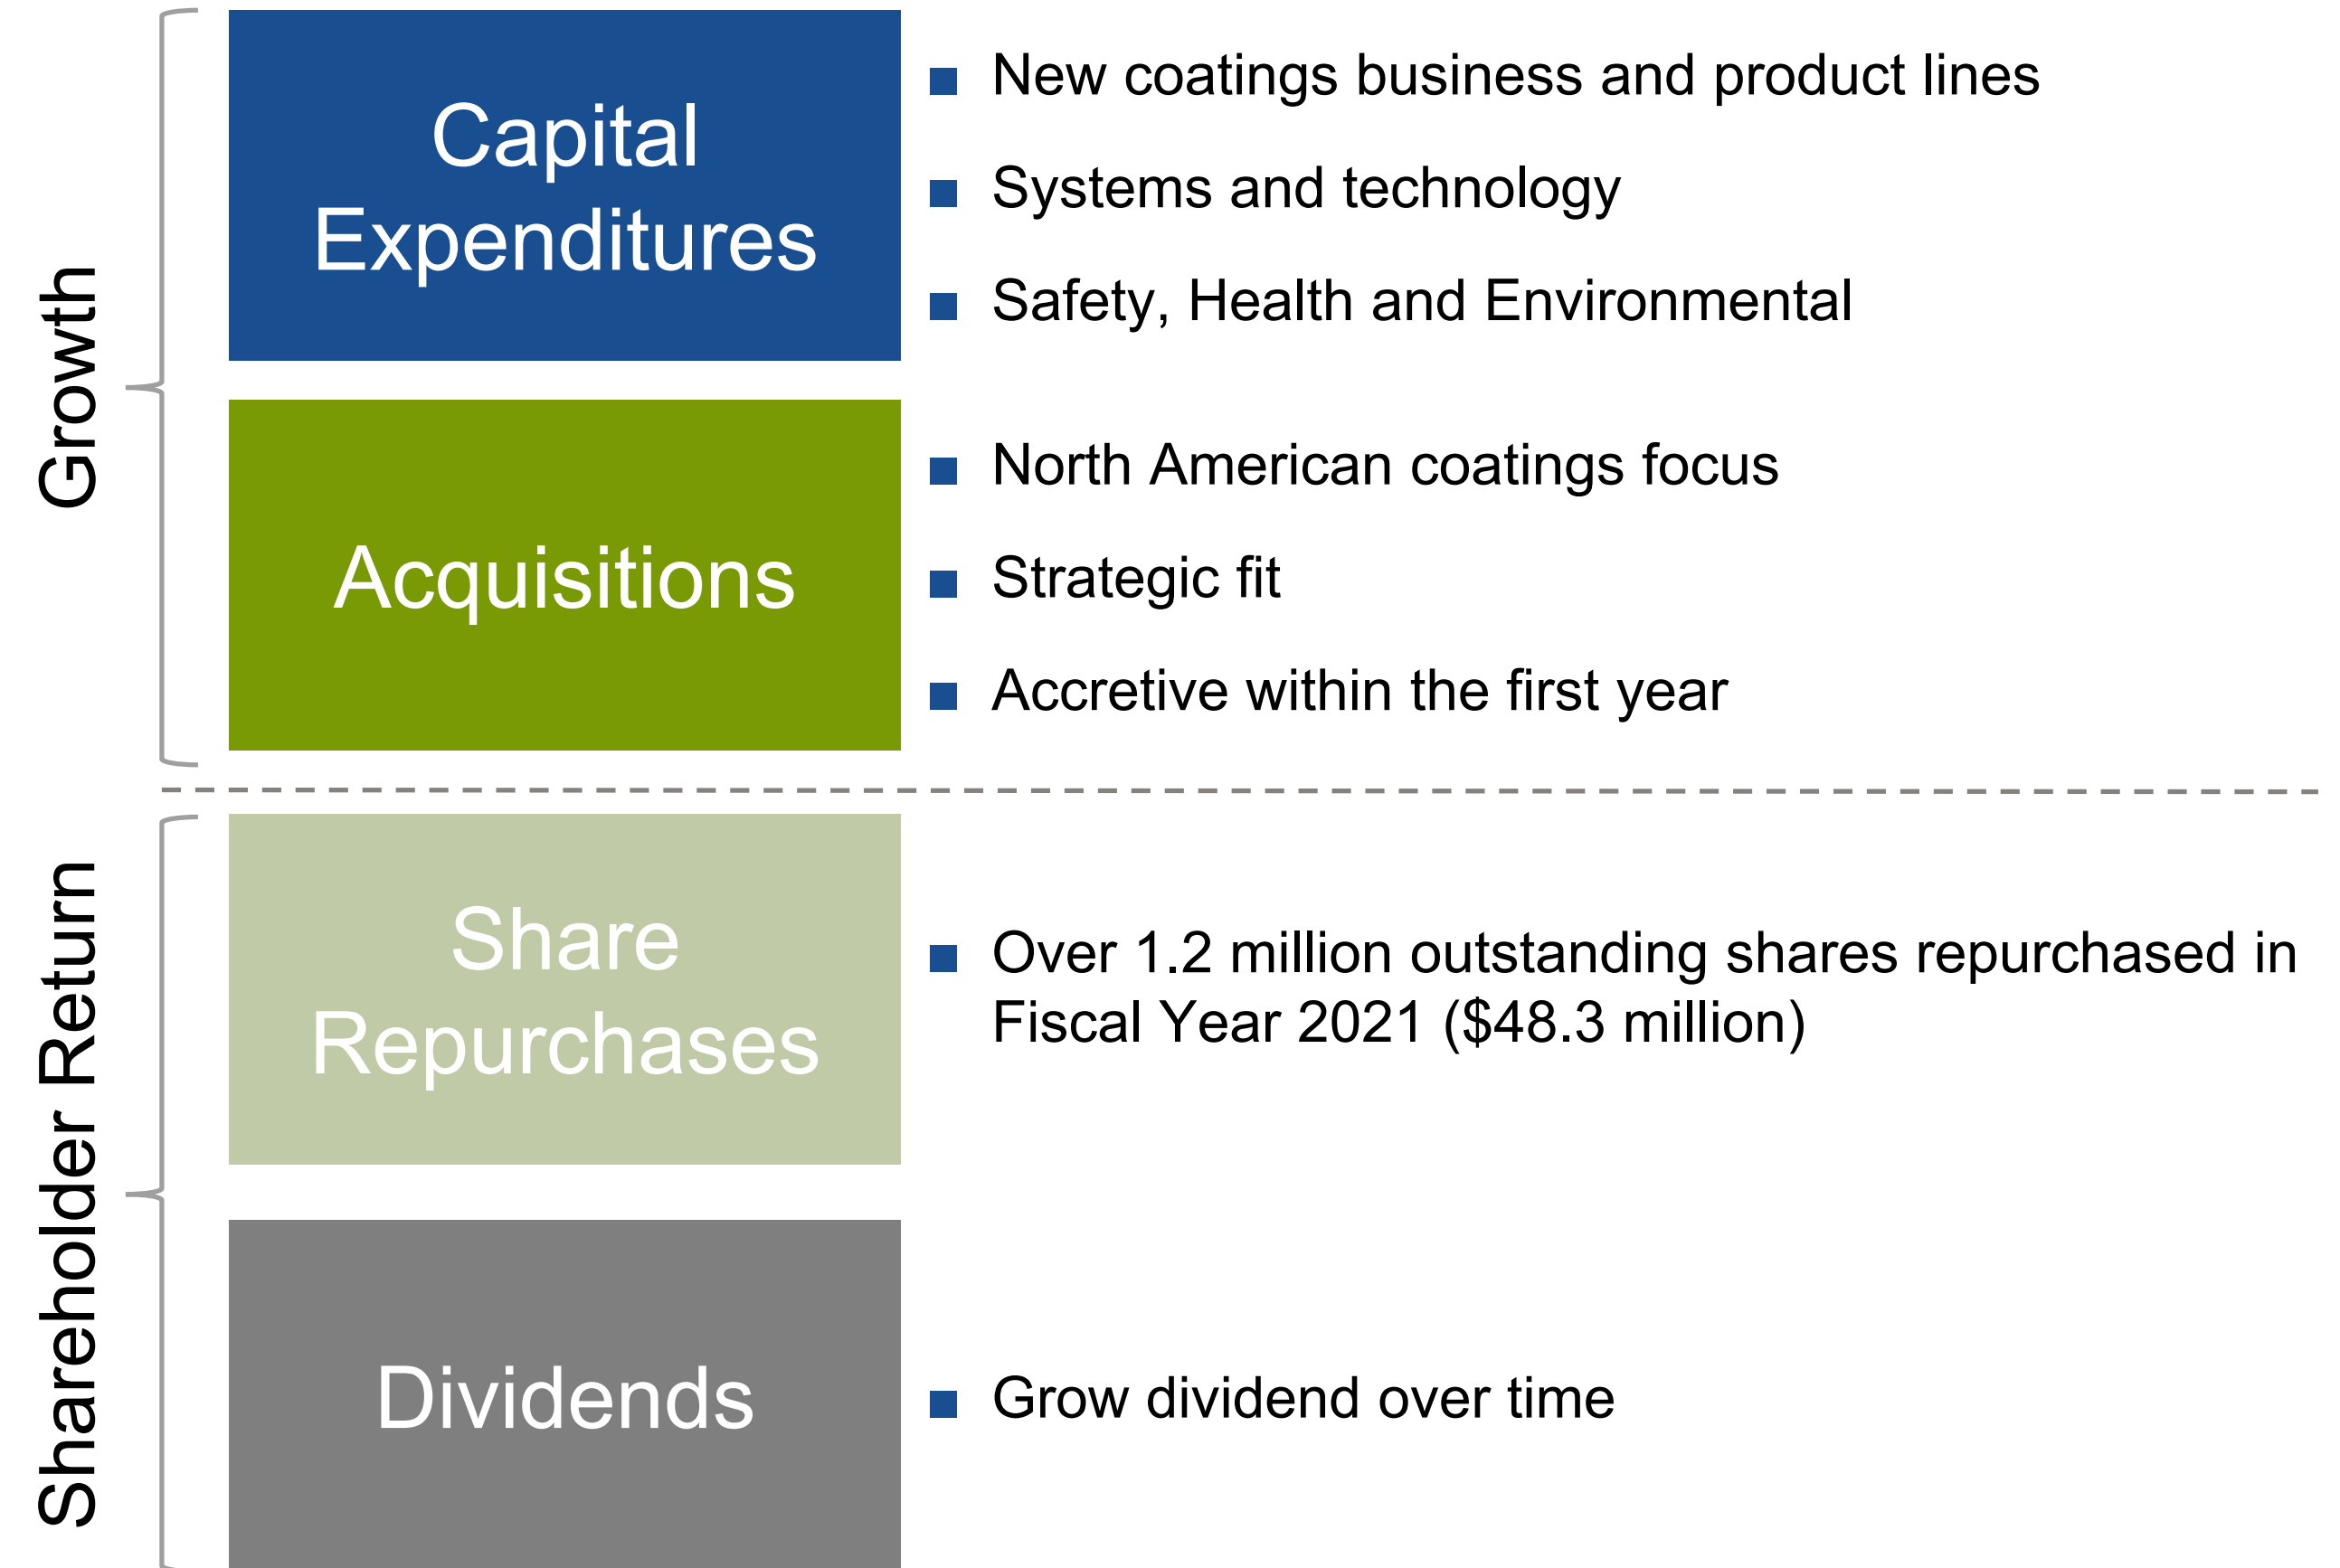 Growth
Capital
Expenditures
New coatings business and product lines
Systems and technology
Safety, Health and Environmental
Acquisitions
North American coatings focus
Strategic fit
Accretive within the first year
Shareholder Return
Share
Repurchases
Over 1.2 million outstanding shares repurchased in
Fiscal Year 2021 ($48.3 million)
Dividends
Grow dividend over time